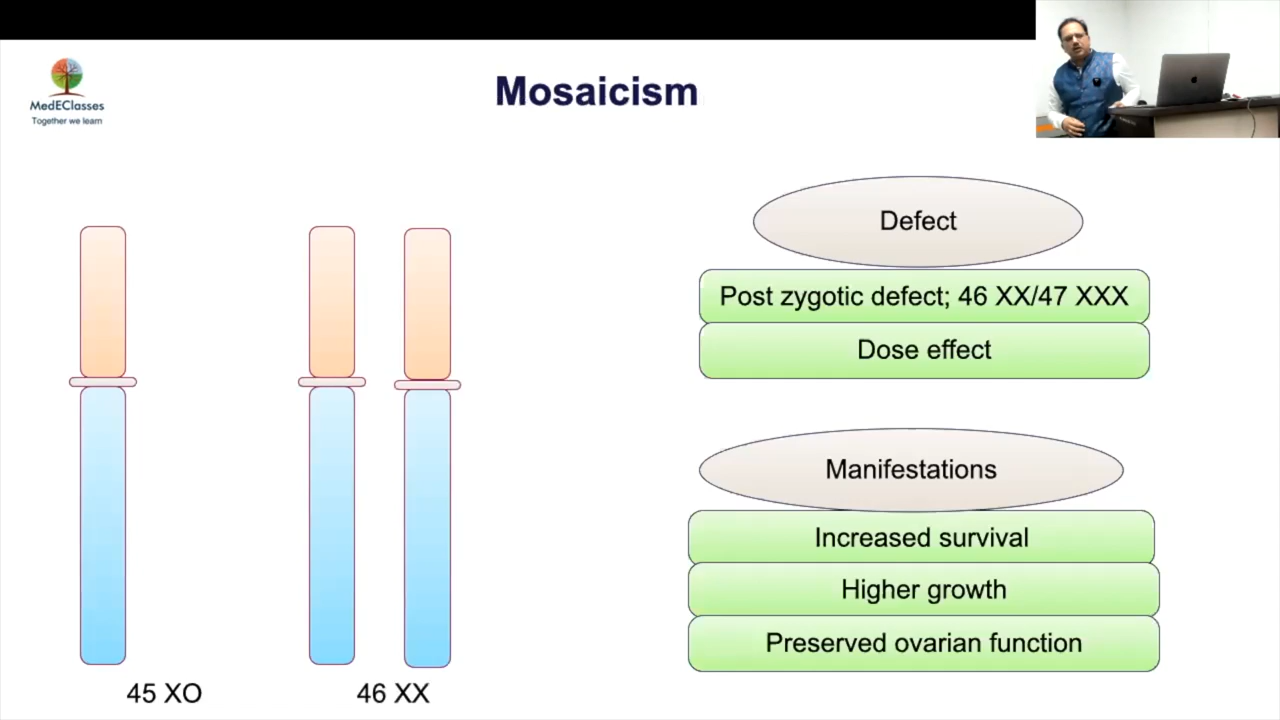 MedEClasses
Together we learn
Mosaicism
Defect
Post zygotic defect; 46 XX/47 XXX
Dose effect
Manifestations
Increased survival
Higher growth
Preserved ovarian function
45 XO
46 XX